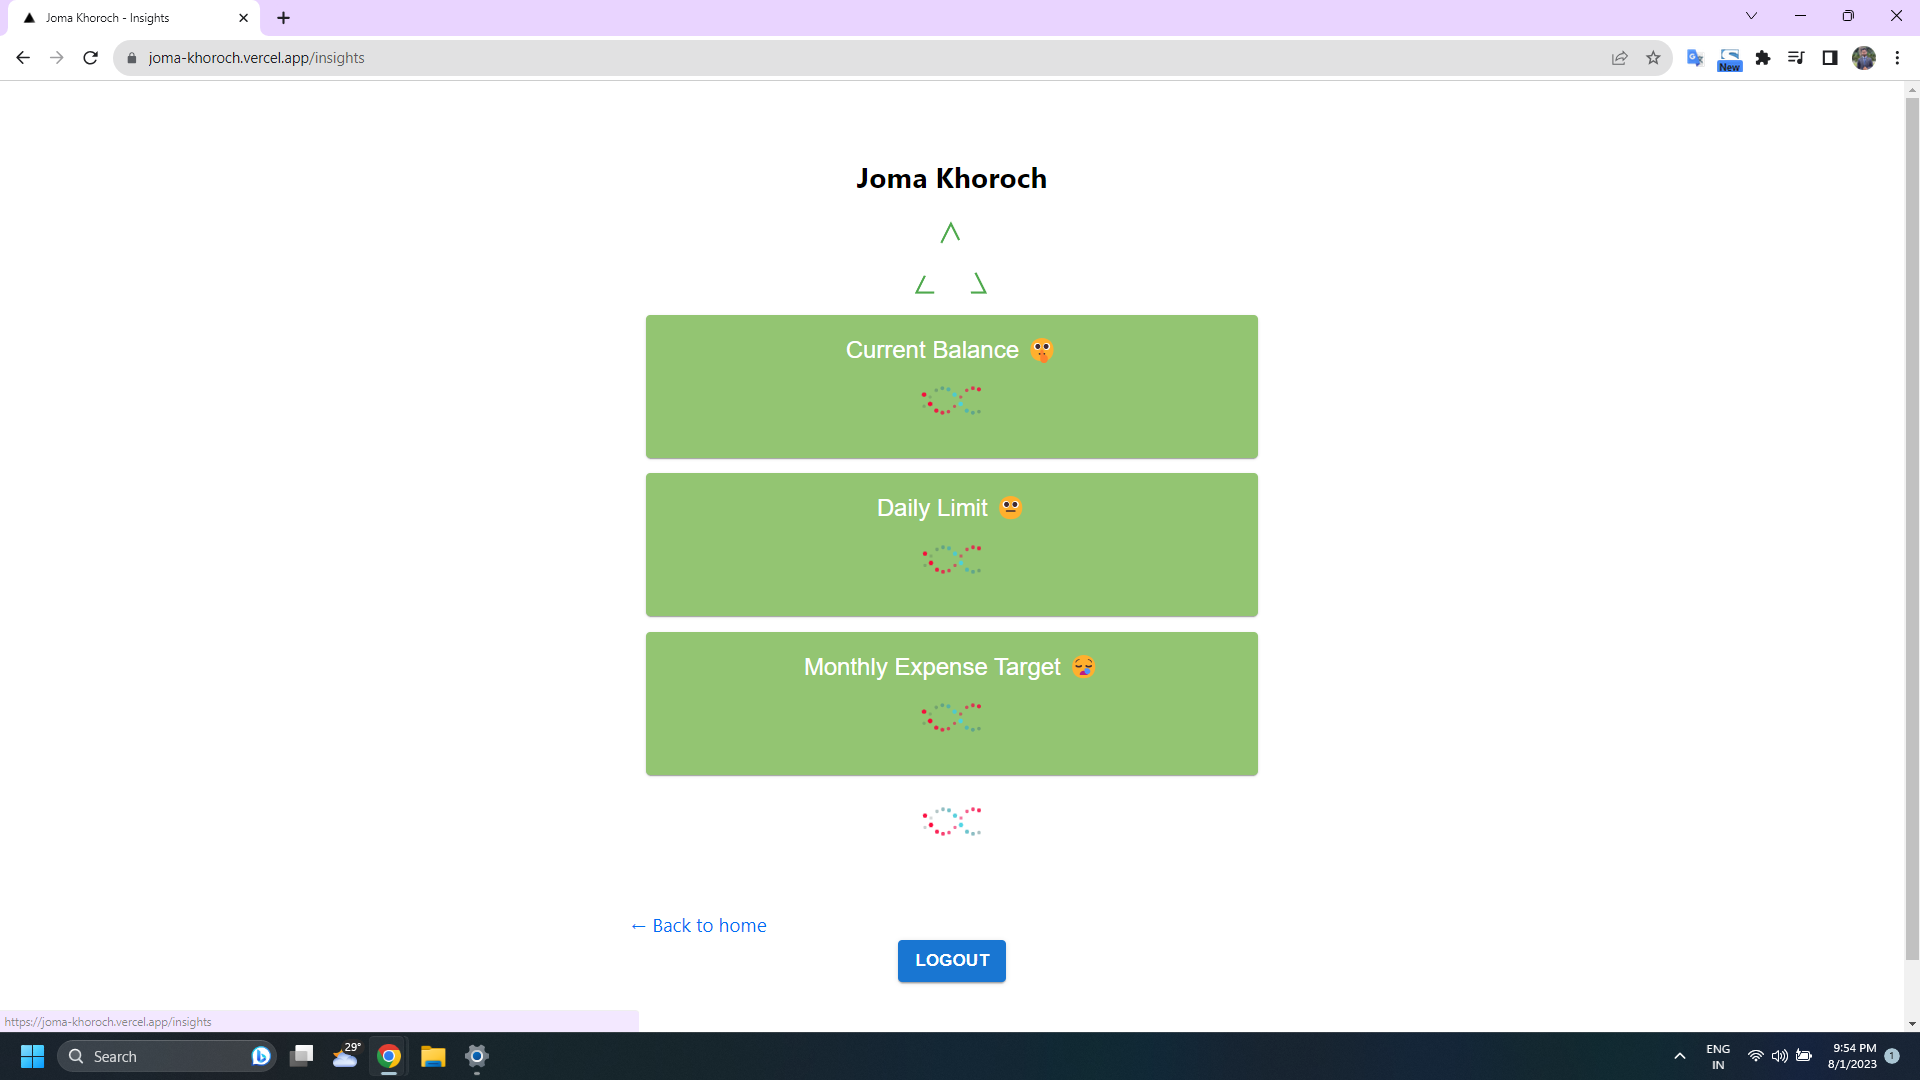 Joma Khoroch - Insights
joma-khoroch.vercel.app/insights
New
Joma Khoroch
Current Balance 🤫
Daily Limit 😐
Monthly Expense Target 😪
← Back to home
LOGOUT
https://joma-khoroch.vercel.app/insights
Search
29°
ENG
IN
9:54 PM
8/1/2023
1